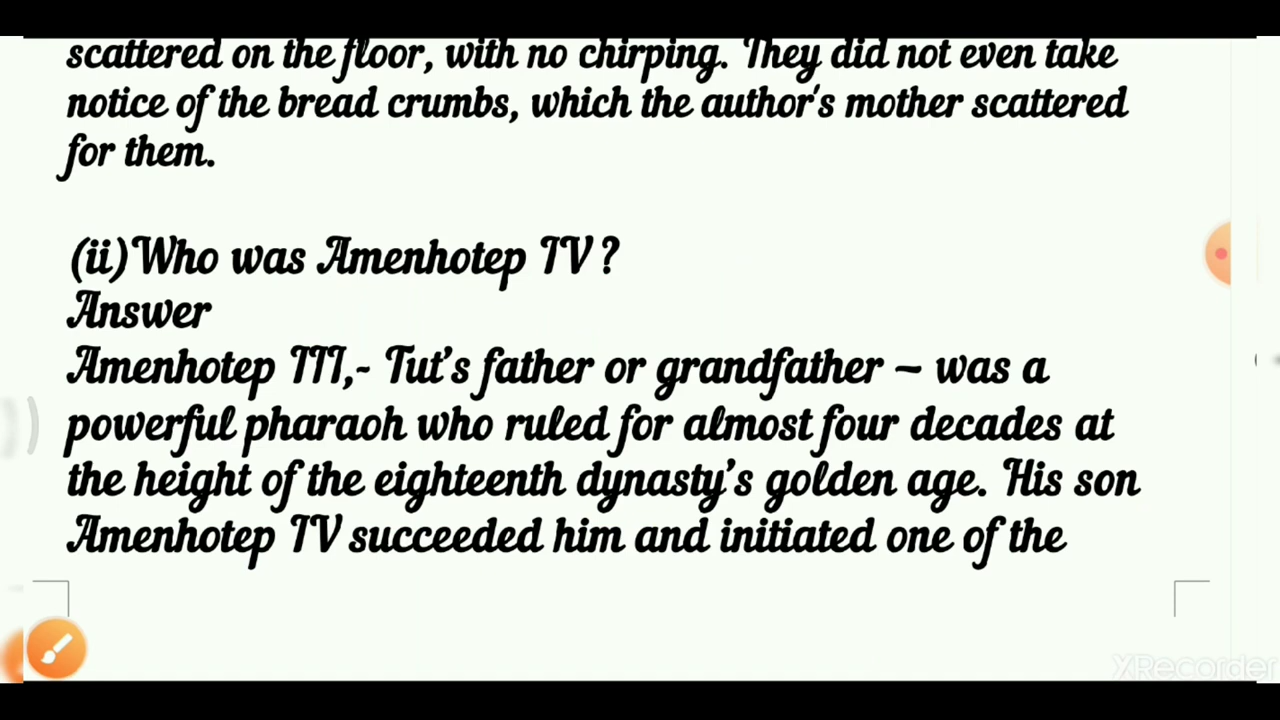 scattered on the floor, with no chirping. They did not even take
notice of the bread crumbs, which the author's mother scattered
for them.
(ii)Who was Amenhotep IV?
Answer
Amenhotep III,- Tut's father or grandfather – was a
powerful pharaoh who ruled for almost four decades at
the height of the eighteenth dynasty's golden age. His son
Amenhotep IV succeeded him and initiated one of the
XRecorder